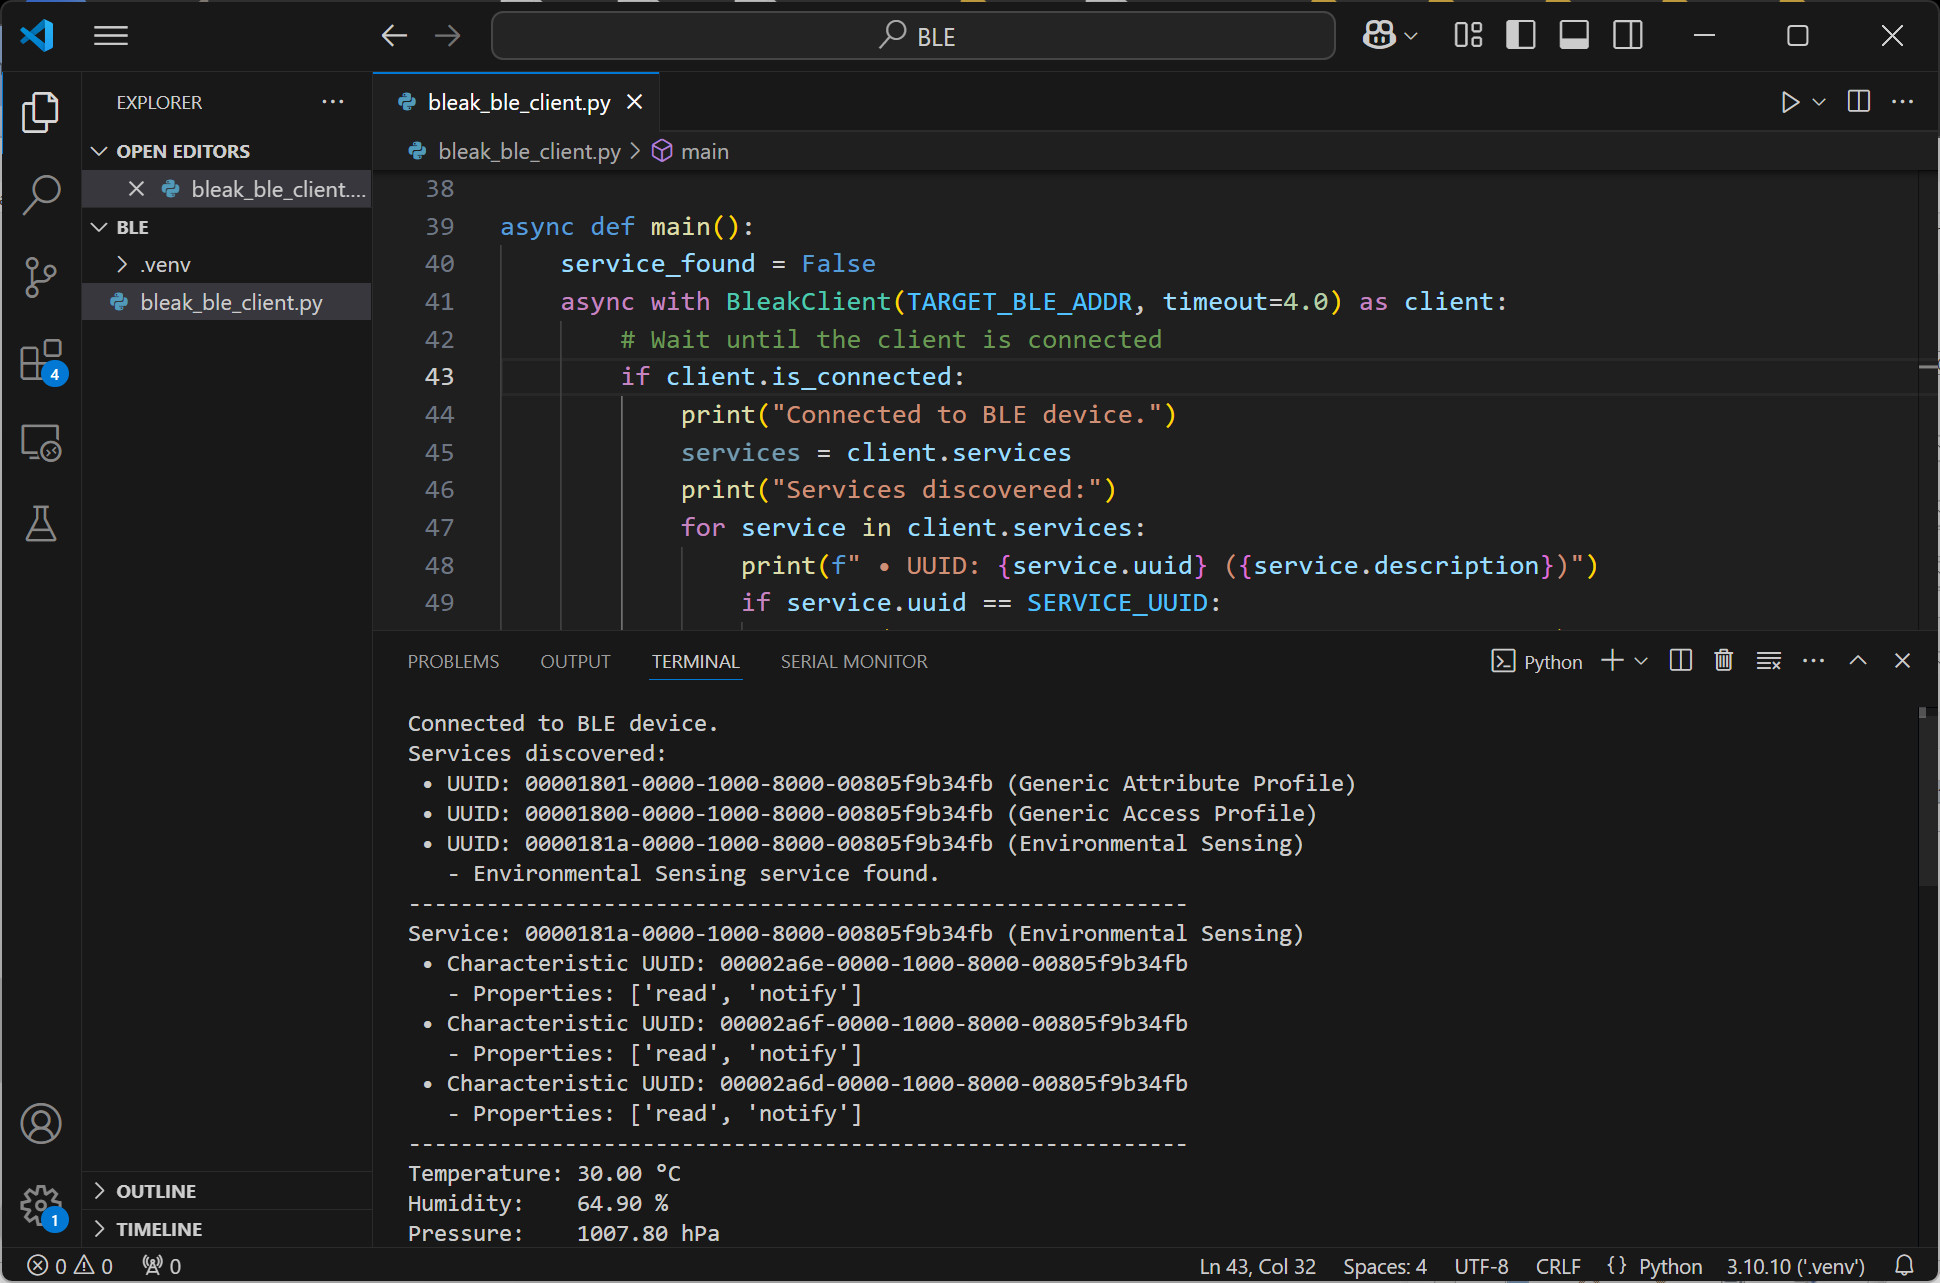 BLE
EXPLORER
OPEN EDITORS
bleak_ble_client....
BLE
.venv
bleak_ble_client.py
4
OUTLINE
TIMELINE
1
bleak_ble_client.py
bleak_ble_client.py > main
38
39 async def main():
40     service_found = False
41     async with BleakClient(TARGET_BLE_ADDR, timeout=4.0) as client:
42         # Wait until the client is connected
43         if client.is_connected:
44             print("Connected to BLE device.")
45             services = client.services
46             print("Services discovered:")
47             for service in client.services:
48                 print(f" • UUID: {service.uuid} ({service.description})")
49                 if service.uuid == SERVICE_UUID:
PROBLEMS OUTPUT TERMINAL SERIAL MONITOR Python
Connected to BLE device.
Services discovered:
 • UUID: 00001801-0000-1000-8000-00805f9b34fb (Generic Attribute Profile)
 • UUID: 00001800-0000-1000-8000-00805f9b34fb (Generic Access Profile)
 • UUID: 0000181a-0000-1000-8000-00805f9b34fb (Environmental Sensing)
   - Environmental Sensing service found.
------------------------------------------------------------
Service: 0000181a-0000-1000-8000-00805f9b34fb (Environmental Sensing)
 • Characteristic UUID: 00002a6e-0000-1000-8000-00805f9b34fb
   - Properties: ['read', 'notify']
 • Characteristic UUID: 00002a6f-0000-1000-8000-00805f9b34fb
   - Properties: ['read', 'notify']
 • Characteristic UUID: 00002a6d-0000-1000-8000-00805f9b34fb
   - Properties: ['read', 'notify']
------------------------------------------------------------
Temperature: 30.00 °C
Humidity:    64.90 %
Pressure:    1007.80 hPa
0 0 0 Ln 43, Col 32 Spaces: 4 UTF-8 CRLF {} Python 3.10.10 ('.venv')